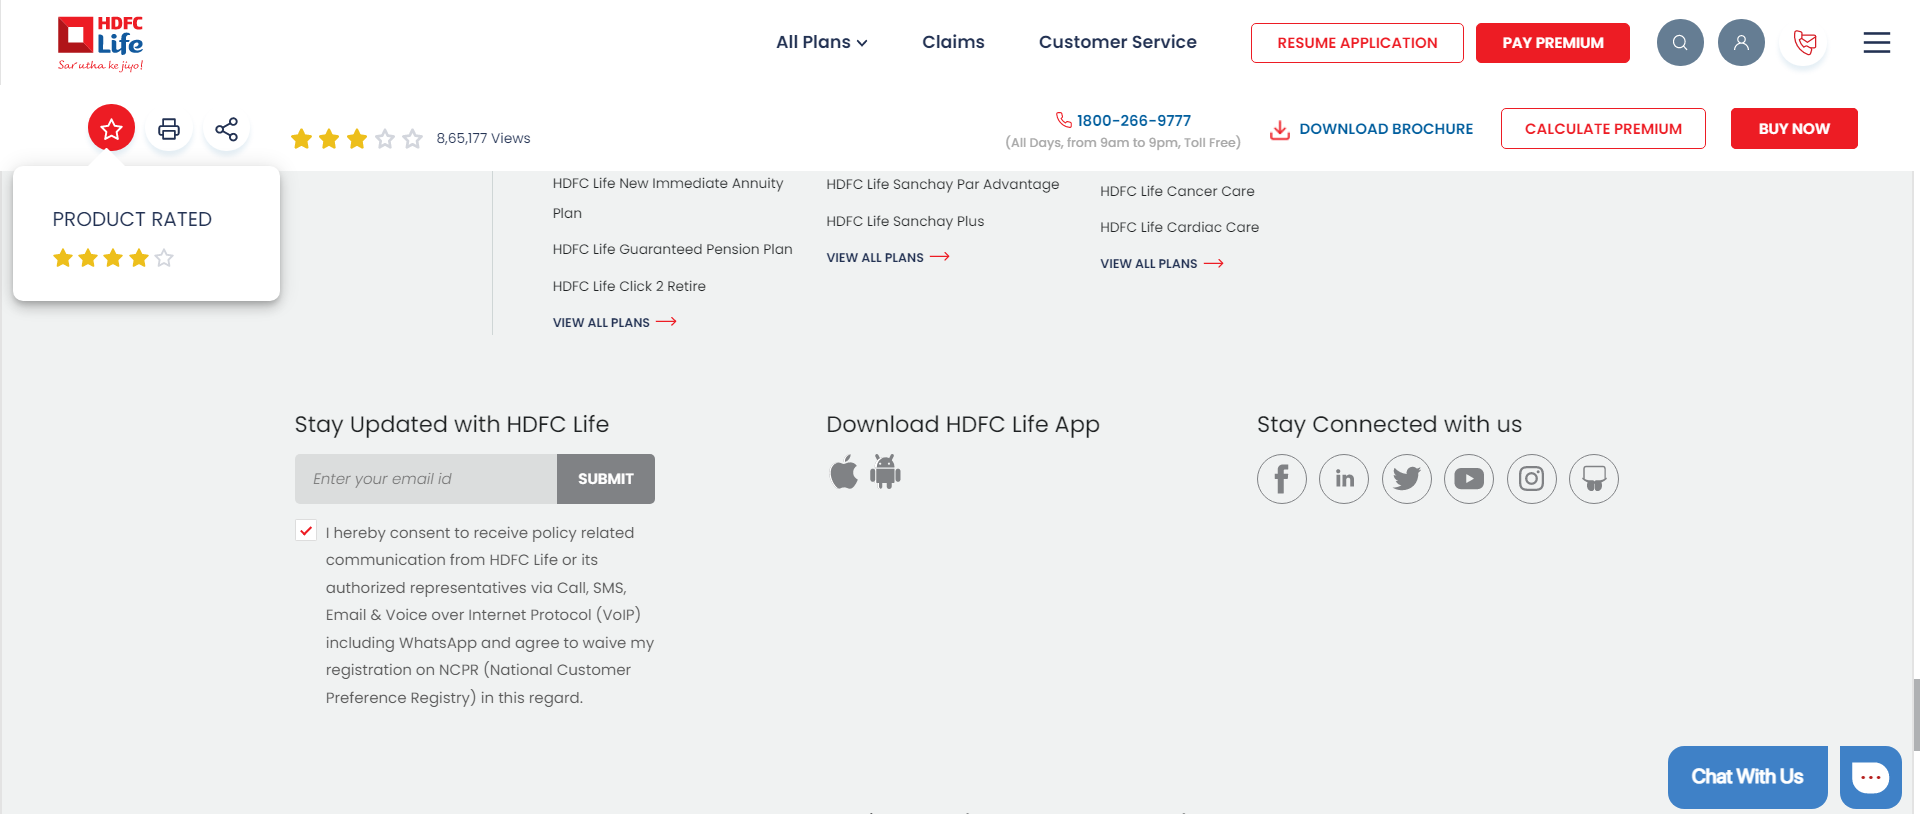 HDFC
Life
Sar utha ke jiyo!
All Plans
Claims
Customer Service
RESUME APPLICATION
PAY PREMIUM
8,65,177 Views
1800-266-9777
(All Days, from 9am to 9pm, Toll Free)
DOWNLOAD BROCHURE
CALCULATE PREMIUM
BUY NOW
PRODUCT RATED
HDFC Life New Immediate Annuity
Plan
HDFC Life Guaranteed Pension Plan
HDFC Life Click 2 Retire
VIEW ALL PLANS
HDFC Life Sanchay Par Advantage
HDFC Life Sanchay Plus
VIEW ALL PLANS
HDFC Life Cancer Care
HDFC Life Cardiac Care
VIEW ALL PLANS
Stay Updated with HDFC Life
Enter your email id
SUBMIT
I hereby consent to receive policy related
communication from HDFC Life or its
authorized representatives via Call, SMS,
Email & Voice over Internet Protocol (VoIP)
including WhatsApp and agree to waive my
registration on NCPR (National Customer
Preference Registry) in this regard.
Download HDFC Life App
Stay Connected with us
Chat With Us